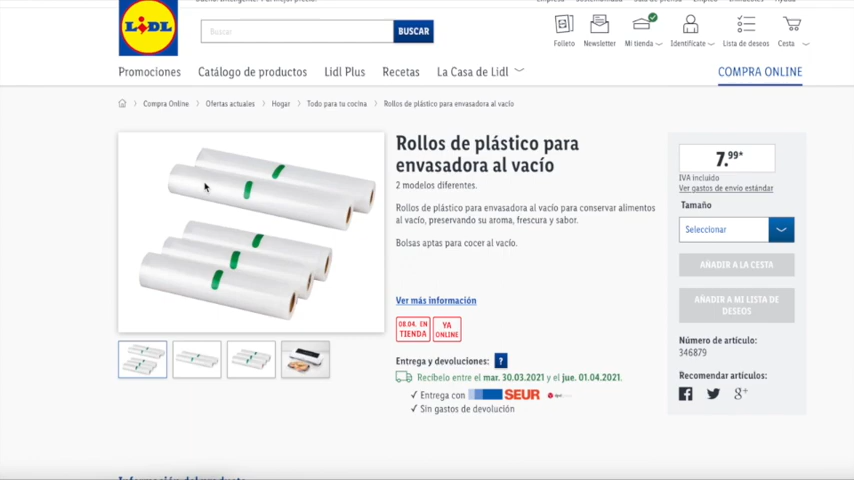 LIDL
Buscar
BUSCAR
Folleto
Newsletter
Mi tienda
Identifícate
Lista de deseos
Cesta
Promociones
Catálogo de productos
Lidl Plus
Recetas
La Casa de Lidl
COMPRA ONLINE
Compra Online
Ofertas actuales
Hogar
Todo para tu cocina
Rollos de plástico para envasadora al vacío
Rollos de plástico para
envasadora al vacío
2 modelos diferentes.
Rollos de plástico para envasadora al vacío para conservar alimentos
al vacío, preservando su aroma, frescura y sabor.
Bolsas aptas para cocer al vacío.
Ver más información
08.04. EN
TIENDA
YA
ONLINE
Entrega y devoluciones: ?
Recíbelo entre el mar. 30.03.2021 y el jue. 01.04.2021.
✓ Entrega con SEUR
✓ Sin gastos de devolución
7.99*
IVA incluido
Ver gastos de envío estándar
Tamaño
Seleccionar
AÑADIR A LA CESTA
AÑADIR A MI LISTA DE
DESEOS
Número de artículo:
346879
Recomendar artículos:
g+